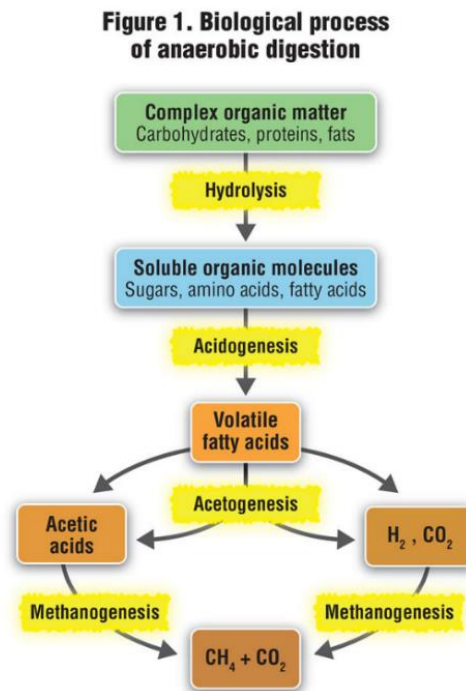 Figure 1. Biological process
of anaerobic digestion
Complex organic matter
Carbohydrates, proteins, fats
Hydrolysis
Soluble organic molecules
Sugars, amino acids, fatty acids
Acidogenesis
Volatile
fatty acids
Acetogenesis
Acetic
acids
H₂ , CO₂
Methanogenesis
Methanogenesis
CH₄ + CO₂